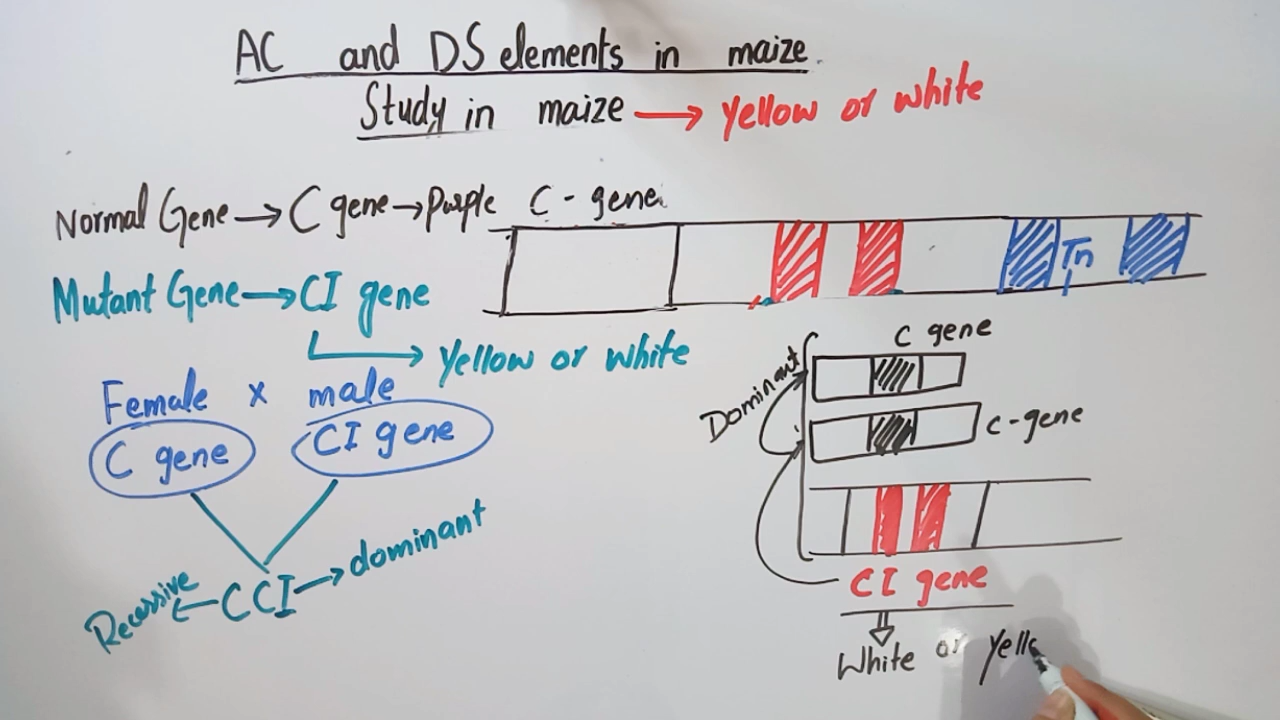 AC and DS elements in maize.
Study in maize → Yellow or white
Normal Gene → C gene → Purple
C - gene
Tn
Mutant Gene → CI gene
Yellow or white
Female x male
C gene CI gene
Recessive ← CCI → dominant
C gene
Dominant
C-gene
CI gene
White or Yello